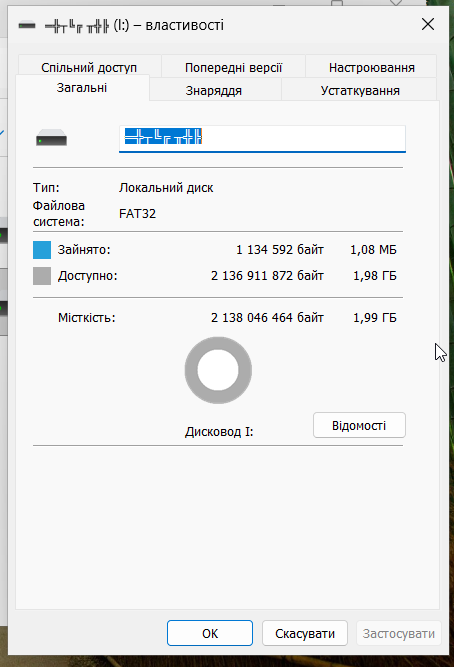 ═╬┬╚╔ ╥╬╠ (I:) – властивості
Спільний доступ
Попередні версії
Настроювання
Загальні
Знаряддя
Устаткування
Тип: Локальний диск
Файлова система: FAT32
Зайнято: 1 134 592 байт 1,08 МБ
Доступно: 2 136 911 872 байт 1,98 ГБ
Місткість: 2 138 046 464 байт 1,99 ГБ
Дисковод I:
Відомості
OK
Скасувати
Застосувати